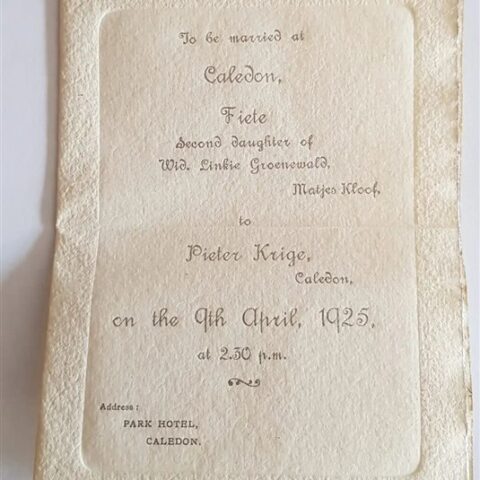 To be married at
Caledon,
Fiete
Second daughter of
Wid. Linkie Groenewald,
Matjes Kloof,
to
Pieter Krige,
Caledon,
on the 9th April, 1925,
at 2.30 p.m.
Address:
PARK HOTEL,
CALEDON.